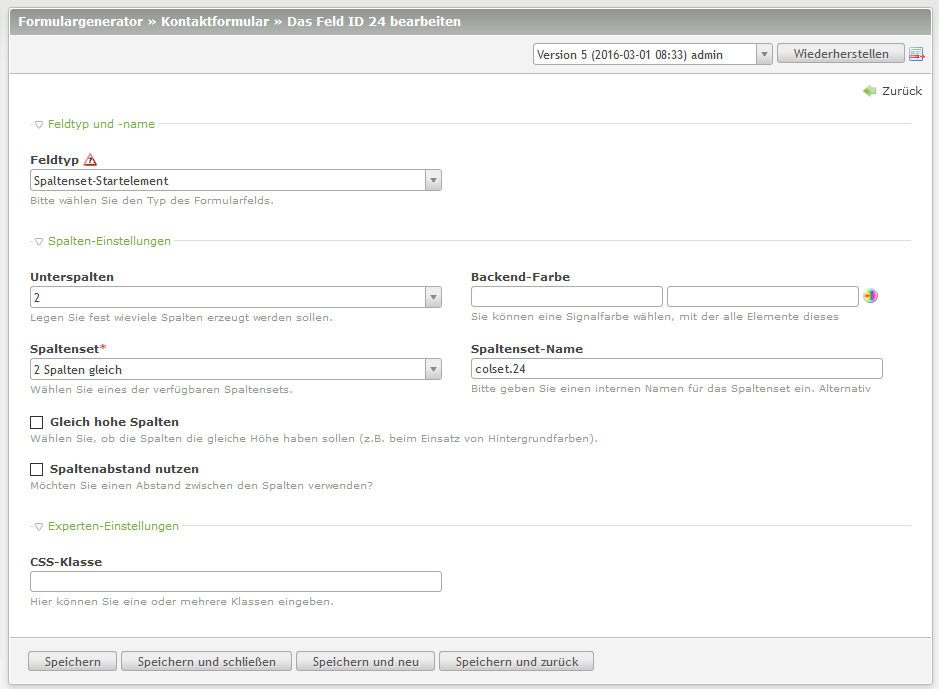 Formulargenerator » Kontaktformular » Das Feld ID 24 bearbeiten
Version 5 (2016-03-01 08:33) admin
Wiederherstellen
Zurück
Feldtyp und -name
Feldtyp
Spaltenset-Startelement
Bitte wählen Sie den Typ des Formularfelds.
Spalten-Einstellungen
Unterspalten
Backend-Farbe
2
Legen Sie fest wieviele Spalten erzeugt werden sollen.
Sie können eine Signalfarbe wählen, mit der alle Elemente dieses
Spaltenset*
Spaltenset-Name
2 Spalten gleich
colset.24
Wählen Sie eines der verfügbaren Spaltensets.
Bitte geben Sie einen internen Namen für das Spaltenset ein. Alternativ
Gleich hohe Spalten
Wählen Sie, ob die Spalten die gleiche Höhe haben sollen (z.B. beim Einsatz von Hintergrundfarben).
Spaltenabstand nutzen
Möchten Sie einen Abstand zwischen den Spalten verwenden?
Experten-Einstellungen
CSS-Klasse
Hier können Sie eine oder mehrere Klassen eingeben.
Speichern
Speichern und schließen
Speichern und neu
Speichern und zurück